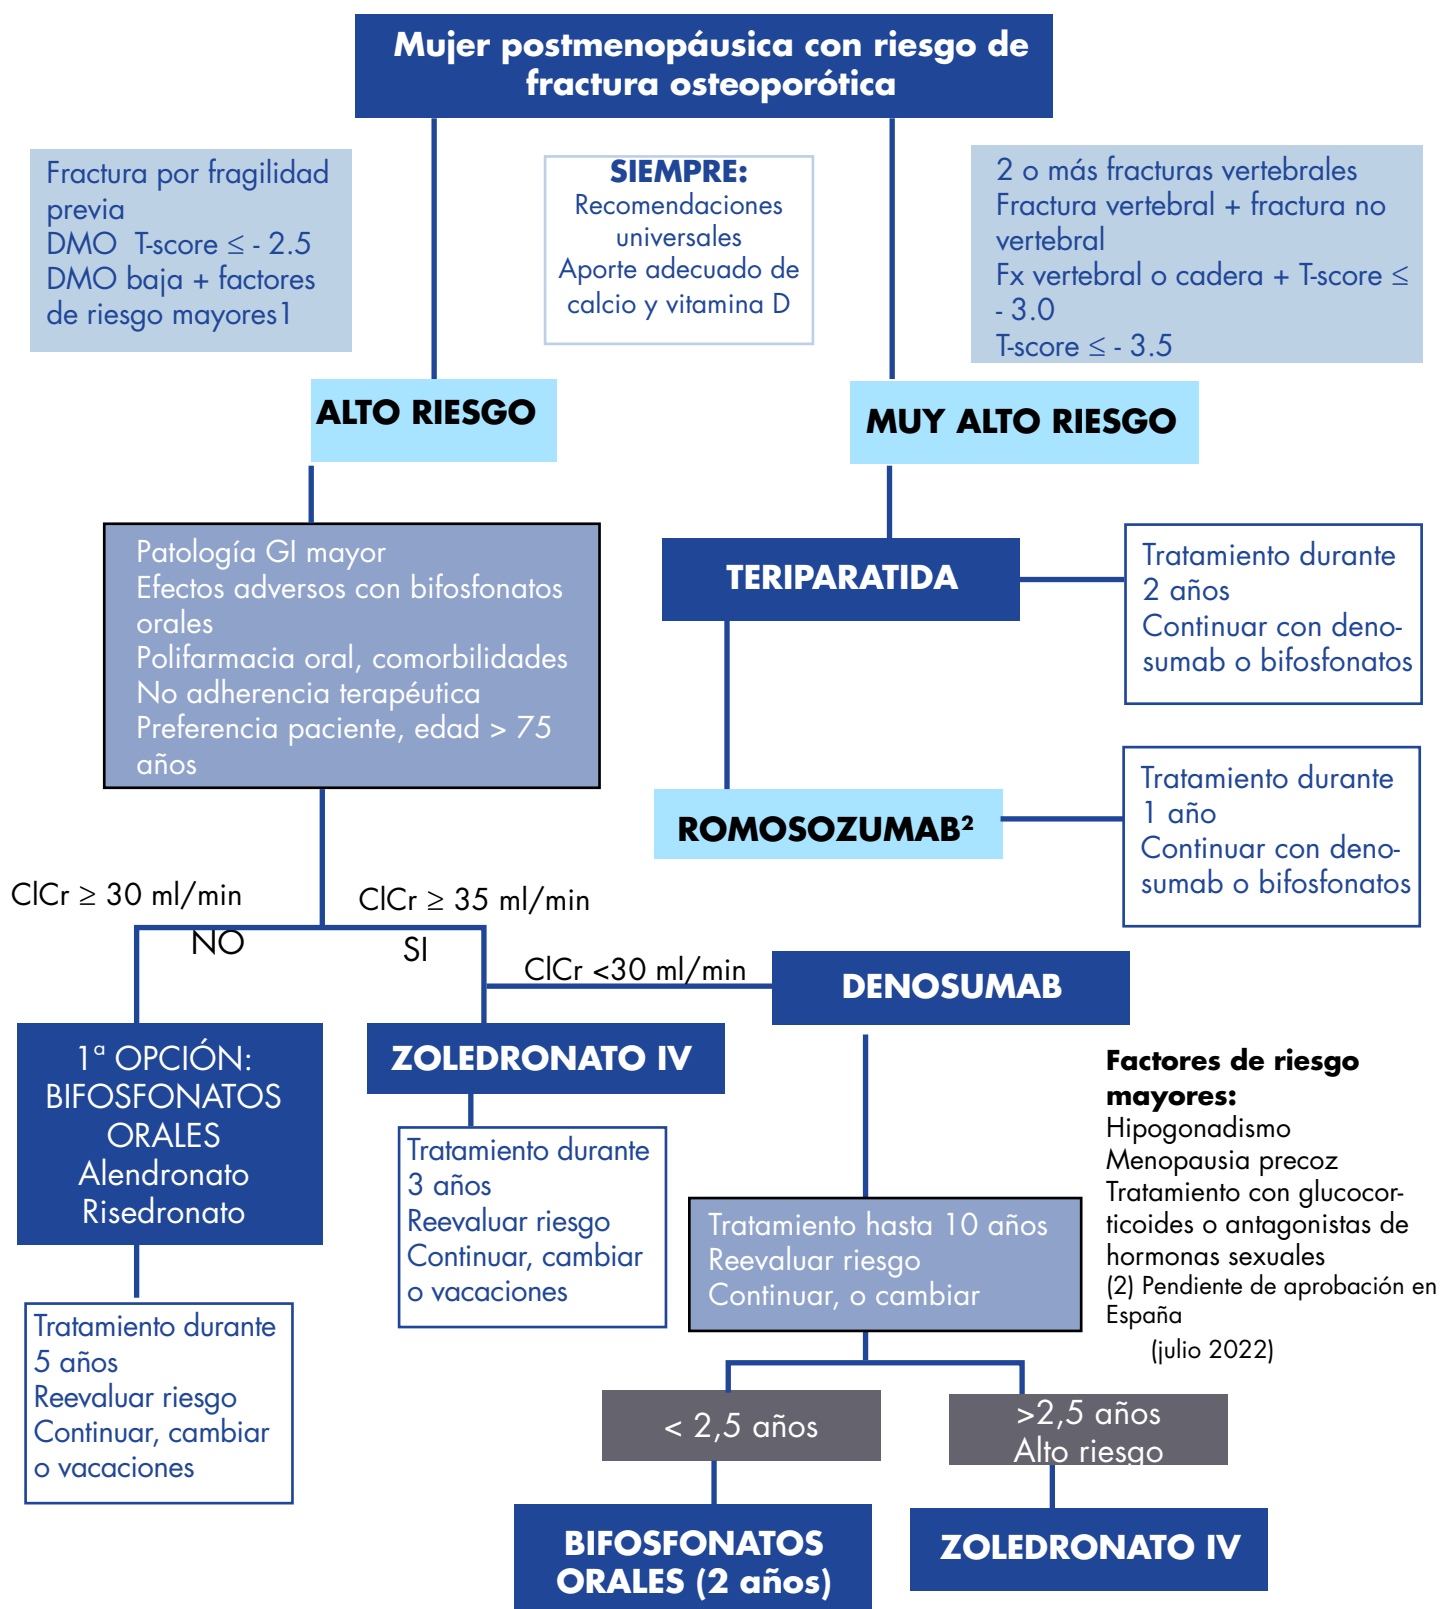 Mujer postmenopáusica con riesgo de
fractura osteoporótica
Fractura por fragilidad
previa
DMO T-score ≤ - 2.5
DMO baja + factores
de riesgo mayores1
SIEMPRE:
Recomendaciones
universales
Aporte adecuado de
calcio y vitamina D
2 o más fracturas vertebrales
Fractura vertebral + fractura no
vertebral
Fx vertebral o cadera + T-score ≤
- 3.0
T-score ≤ - 3.5
ALTO RIESGO
MUY ALTO RIESGO
Patología GI mayor
Efectos adversos con bifosfonatos
orales
Polifarmacia oral, comorbilidades
No adherencia terapéutica
Preferencia paciente, edad > 75
años
TERIPARATIDA
Tratamiento durante
2 años
Continuar con deno-
sumab o bifosfonatos
ROMOSOZUMAB²
Tratamiento durante
1 año
Continuar con deno-
sumab o bifosfonatos
ClCr ≥ 30 ml/min
NO
ClCr ≥ 35 ml/min
SI
ClCr <30 ml/min
DENOSUMAB
1ª OPCIÓN:
BIFOSFONATOS
ORALES
Alendronato
Risedronato
ZOLEDRONATO IV
Tratamiento durante
3 años
Reevaluar riesgo
Continuar, cambiar
o vacaciones
Tratamiento durante
5 años
Reevaluar riesgo
Continuar, cambiar
o vacaciones
Tratamiento hasta 10 años
Reevaluar riesgo
Continuar, o cambiar
Factores de riesgo
mayores:
Hipogonadismo
Menopausia precoz
Tratamiento con glucocor-
ticoides o antagonistas de
hormonas sexuales
(2) Pendiente de aprobación en
España
(julio 2022)
< 2,5 años
>2,5 años
Alto riesgo
BIFOSFONATOS
ORALES (2 años)
ZOLEDRONATO IV